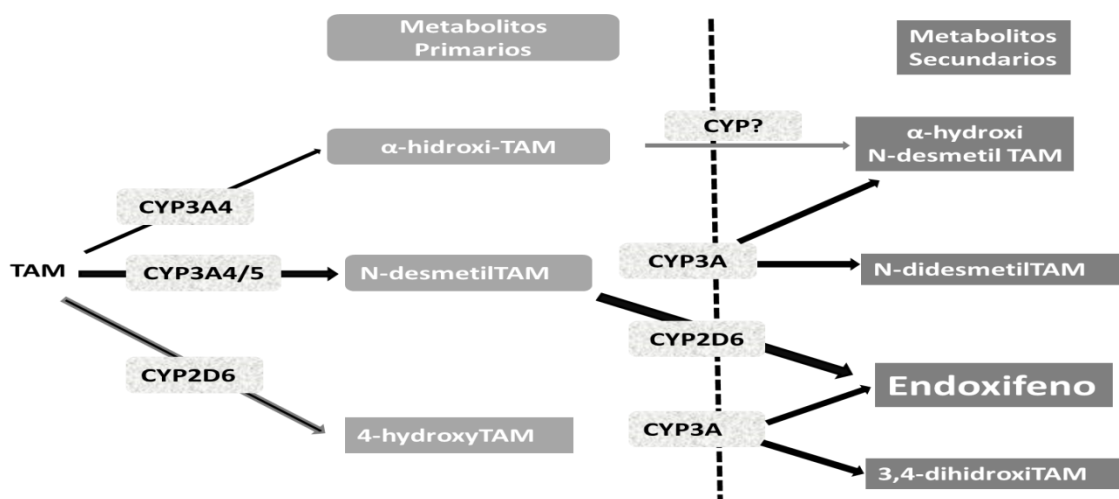 Metabolitos
Primarios
Metabolitos
Secundarios
CYP?
α-hidroxi-TAM
α-hydroxi
N-desmetil TAM
CYP3A4
TAM
CYP3A4/5
N-desmetilTAM
CYP3A
N-didesmetilTAM
CYP2D6
CYP2D6
Endoxifeno
4-hydroxyTAM
CYP3A
3,4-dihidroxiTAM